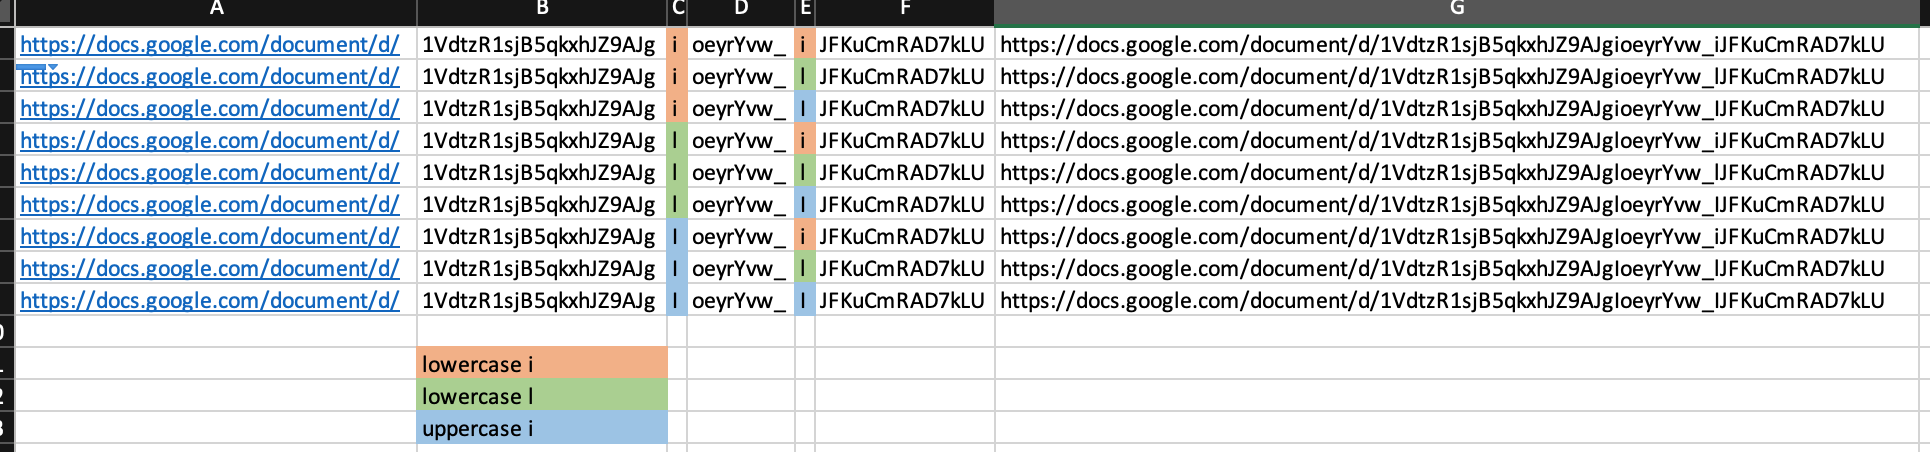 A B C D E F G
https://docs.google.com/document/d/ 1VdtzR1sjB5qkxhJZ9AJg i oeyrYvw_ i JFKuCmRAD7kLU https://docs.google.com/document/d/1VdtzR1sjB5qkxhJZ9AJgioeyrYvw_iJFKuCmRAD7kLU
https://docs.google.com/document/d/ 1VdtzR1sjB5qkxhJZ9AJg i oeyrYvw_ l JFKuCmRAD7kLU https://docs.google.com/document/d/1VdtzR1sjB5qkxhJZ9AJgioeyrYvw_lJFKuCmRAD7kLU
https://docs.google.com/document/d/ 1VdtzR1sjB5qkxhJZ9AJg i oeyrYvw_ I JFKuCmRAD7kLU https://docs.google.com/document/d/1VdtzR1sjB5qkxhJZ9AJgioeyrYvw_IJFKuCmRAD7kLU
https://docs.google.com/document/d/ 1VdtzR1sjB5qkxhJZ9AJg l oeyrYvw_ i JFKuCmRAD7kLU https://docs.google.com/document/d/1VdtzR1sjB5qkxhJZ9AJgloeyrYvw_iJFKuCmRAD7kLU
https://docs.google.com/document/d/ 1VdtzR1sjB5qkxhJZ9AJg l oeyrYvw_ l JFKuCmRAD7kLU https://docs.google.com/document/d/1VdtzR1sjB5qkxhJZ9AJgloeyrYvw_lJFKuCmRAD7kLU
https://docs.google.com/document/d/ 1VdtzR1sjB5qkxhJZ9AJg l oeyrYvw_ I JFKuCmRAD7kLU https://docs.google.com/document/d/1VdtzR1sjB5qkxhJZ9AJgloeyrYvw_IJFKuCmRAD7kLU
https://docs.google.com/document/d/ 1VdtzR1sjB5qkxhJZ9AJg I oeyrYvw_ i JFKuCmRAD7kLU https://docs.google.com/document/d/1VdtzR1sjB5qkxhJZ9AJgIoeyrYvw_iJFKuCmRAD7kLU
https://docs.google.com/document/d/ 1VdtzR1sjB5qkxhJZ9AJg I oeyrYvw_ l JFKuCmRAD7kLU https://docs.google.com/document/d/1VdtzR1sjB5qkxhJZ9AJgIoeyrYvw_lJFKuCmRAD7kLU
https://docs.google.com/document/d/ 1VdtzR1sjB5qkxhJZ9AJg I oeyrYvw_ I JFKuCmRAD7kLU https://docs.google.com/document/d/1VdtzR1sjB5qkxhJZ9AJgIoeyrYvw_IJFKuCmRAD7kLU
lowercase i
lowercase l
uppercase i